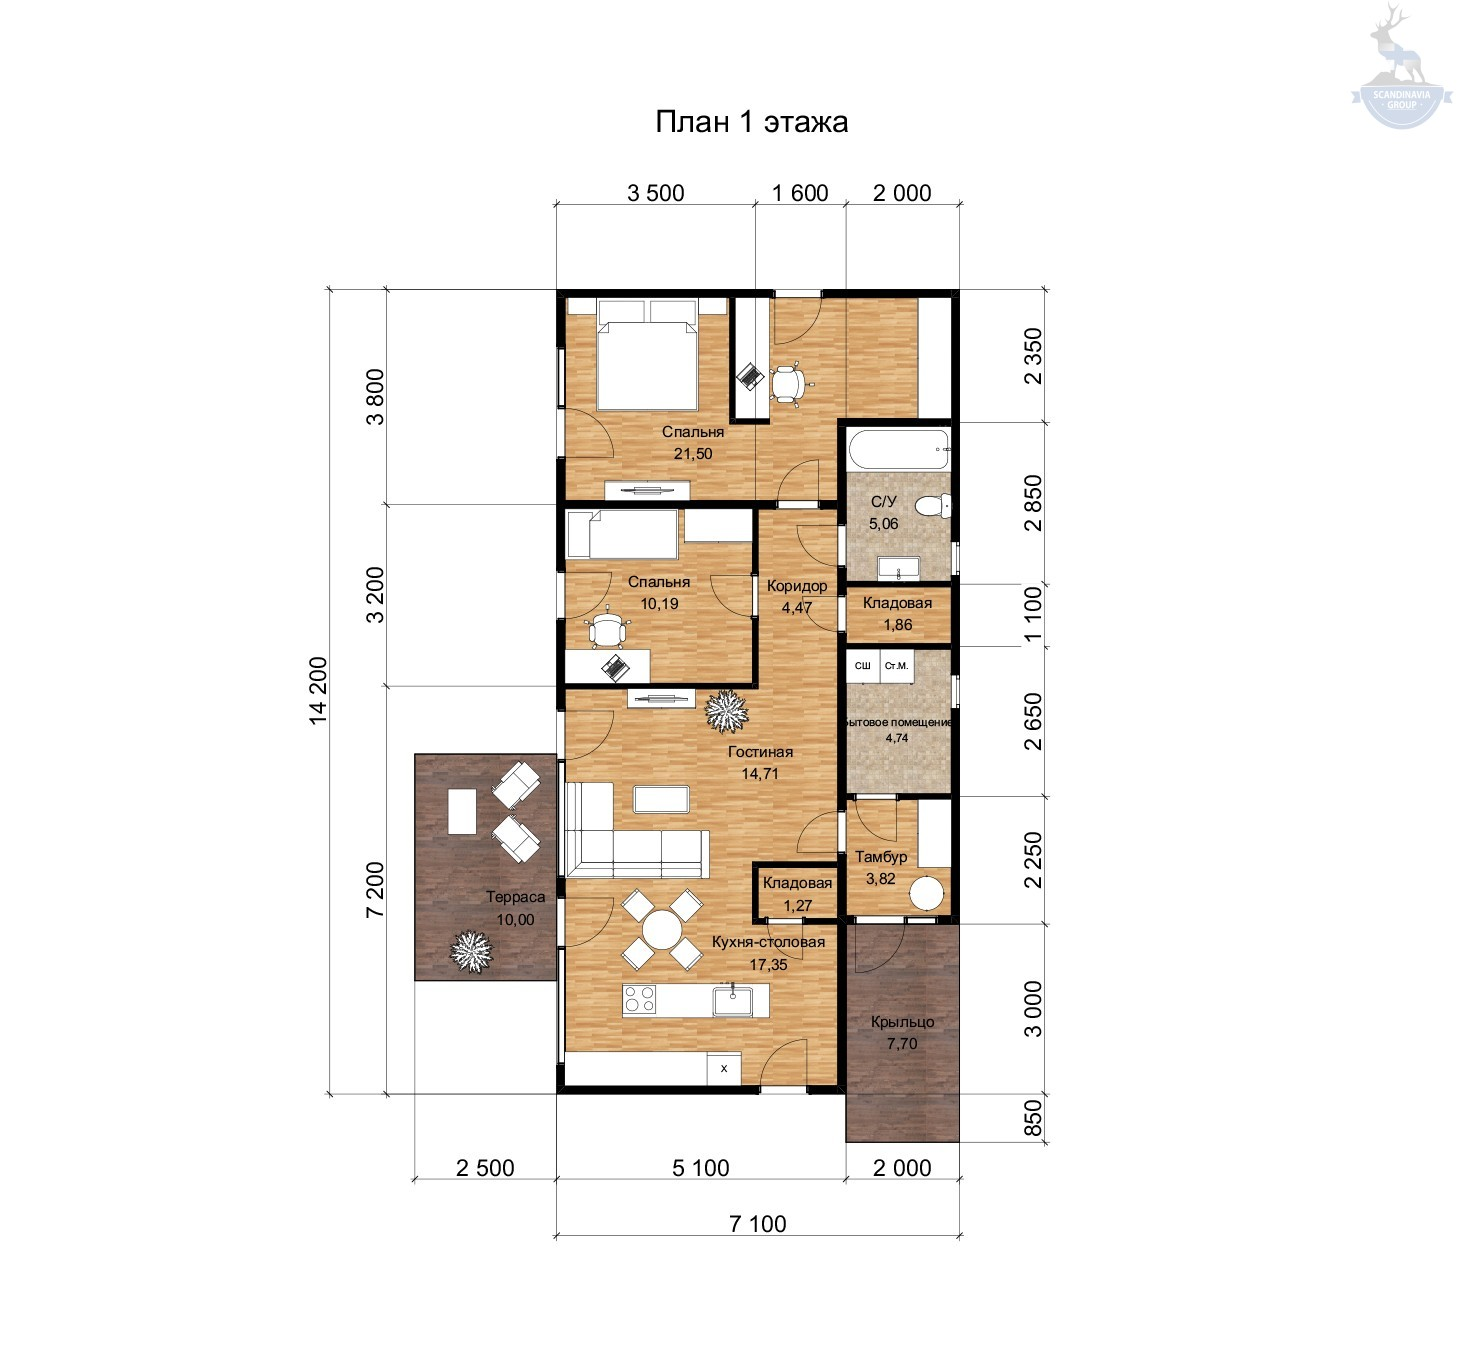 SCANDINAVIA
GROUP
План 1 этажа
3 500
1 600
2 000
14 200
3 800
3 200
7 200
2 350
2 850
1 100
2 650
2 250
3 000
850
Спальня
21,50
С/У
5,06
Спальня
10,19
Коридор
4,47
Кладовая
1,86
СШ
Ст.М.
Бытовое помещение
4,74
Гостиная
14,71
Тамбур
3,82
Кладовая
1,27
Терраса
10,00
Кухня-столовая
17,35
Крыльцо
7,70
X
2 500
5 100
2 000
7 100